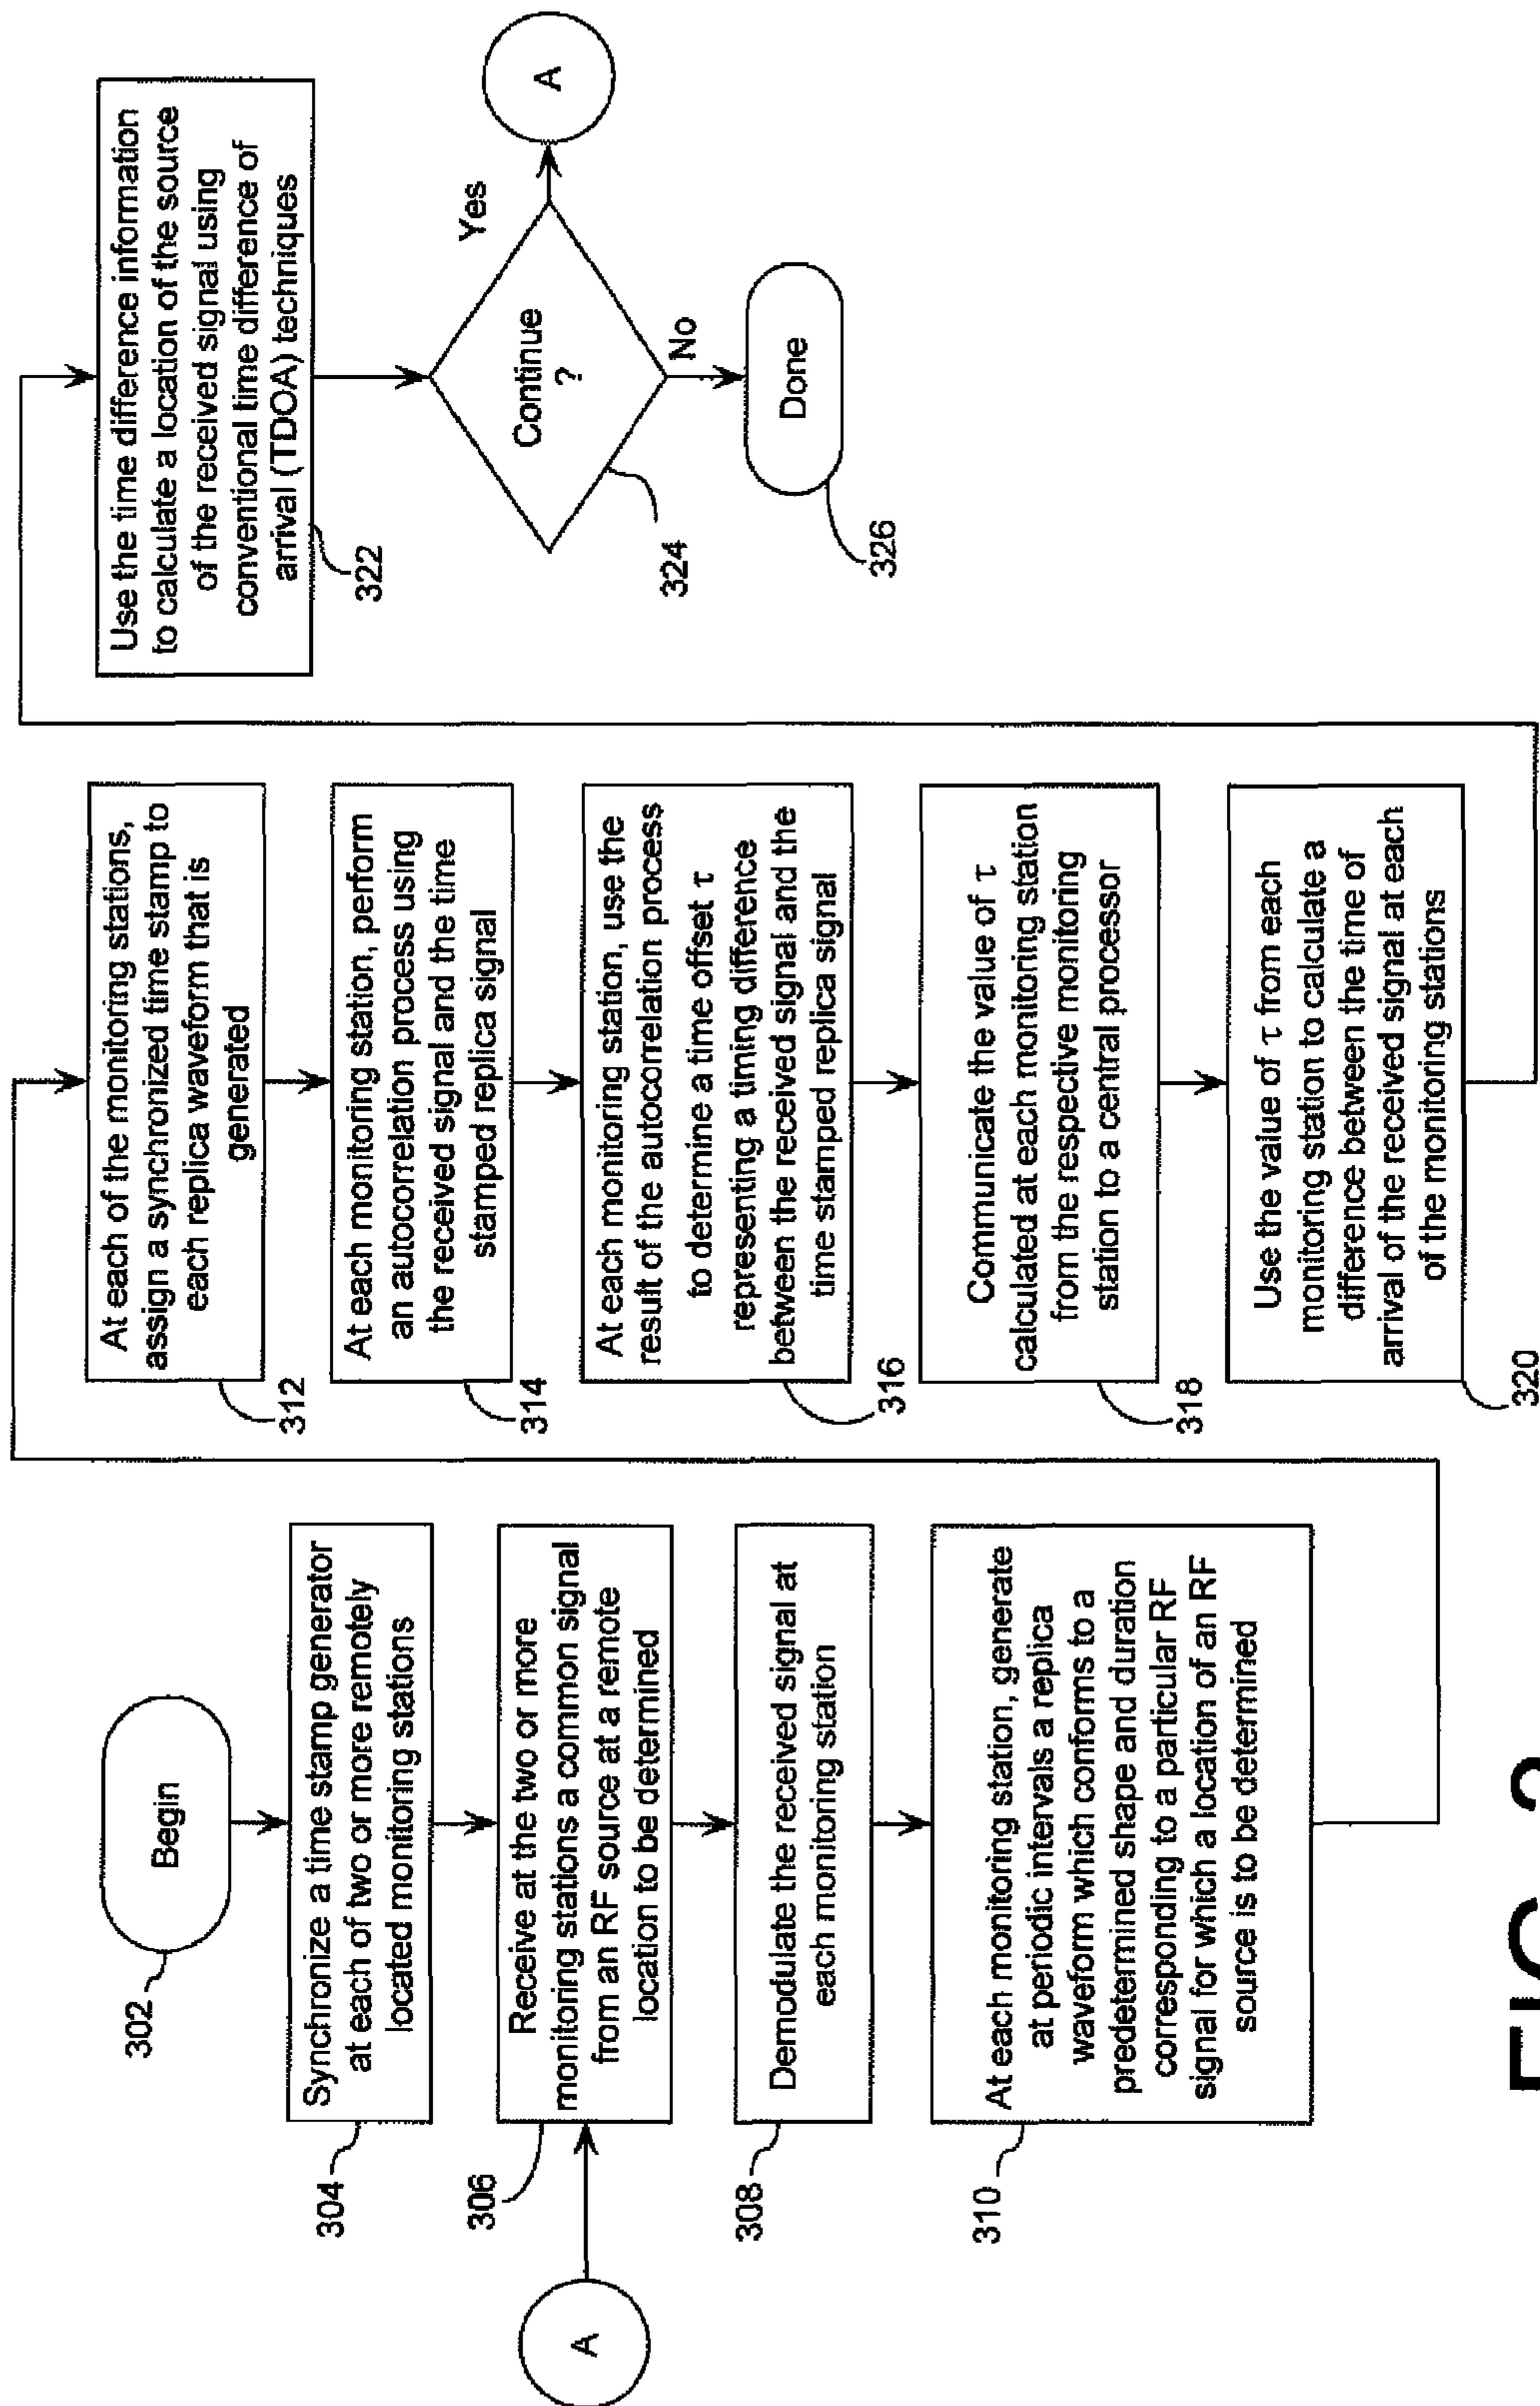 Begin
302
Synchronize a time stamp generator
at each of two or more remotely
located monitoring stations
304
Receive at the two or more
monitoring stations a common signal
from an RF source at a remote
location to be determined
306
A
Demodulate the received signal at
each monitoring station
308
At each monitoring station, generate
at periodic intervals a replica
waveform which conforms to a
predetermined shape and duration
corresponding to a particular RF
signal for which a location of an RF
source is to be determined
310
At each of the monitoring stations,
assign a synchronized time stamp to
each replica waveform that is
generated
312
At each monitoring station, perform
an autocorrelation process using
the received signal and the time
stamped replica signal
314
At each monitoring station, use the
result of the autocorrelation process
to determine a time offset τ
representing a timing difference
between the received signal and the
time stamped replica signal
316
Communicate the value of τ
calculated at each monitoring station
from the respective monitoring
station to a central processor
318
Use the value of τ from each
monitoring station to calculate a
difference between the time of
arrival of the received signal at each
of the monitoring stations
320
Use the time difference information
to calculate a location of the source
of the received signal using
conventional time difference of
arrival (TDOA) techniques
322
Continue
?
324
Yes
A
No
Done
326
FIG.